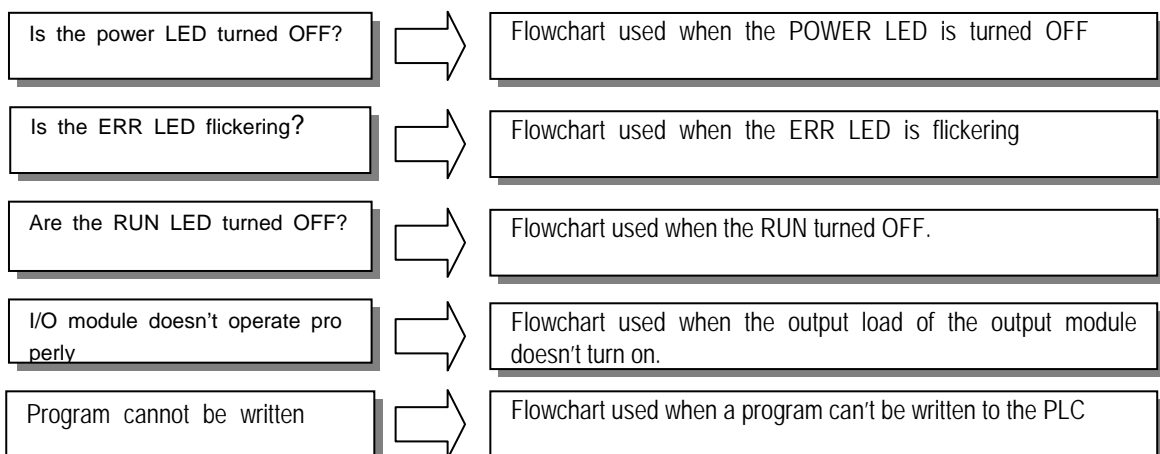 Is the power LED turned OFF?
Flowchart used when the POWER LED is turned OFF
Is the ERR LED flickering?
Flowchart used when the ERR LED is flickering
Are the RUN LED turned OFF?
Flowchart used when the RUN turned OFF.
I/O module doesn't operate pro
perly
Flowchart used when the output load of the output module
doesn't turn on.
Program cannot be written
Flowchart used when a program can't be written to the PLC